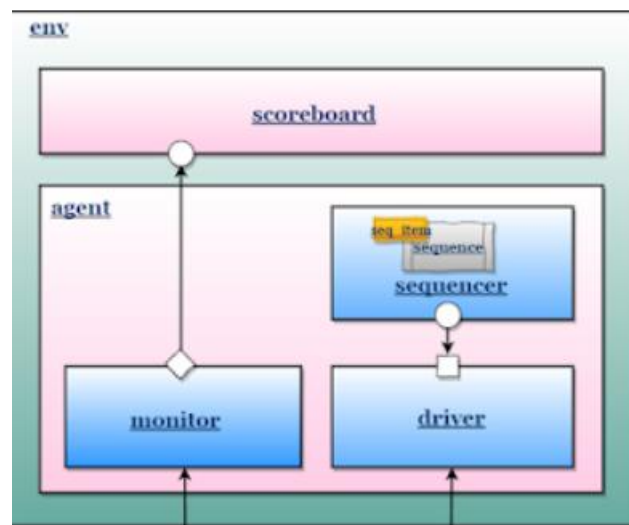 env
scoreboard
agent
seq_item
sequence
sequencer
monitor
driver